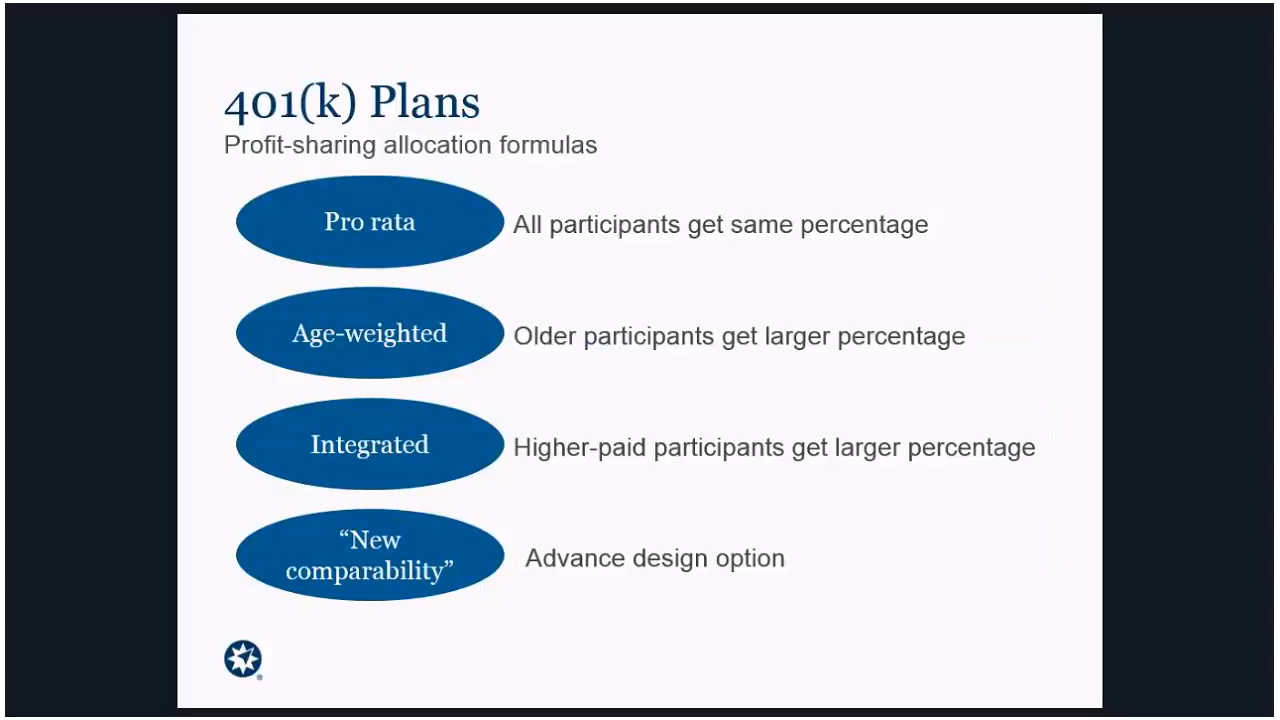 401(k) Plans
Profit-sharing allocation formulas
Pro rata
All participants get same percentage
Age-weighted
Older participants get larger percentage
Integrated
Higher-paid participants get larger percentage
“New
comparability”
Advance design option
®